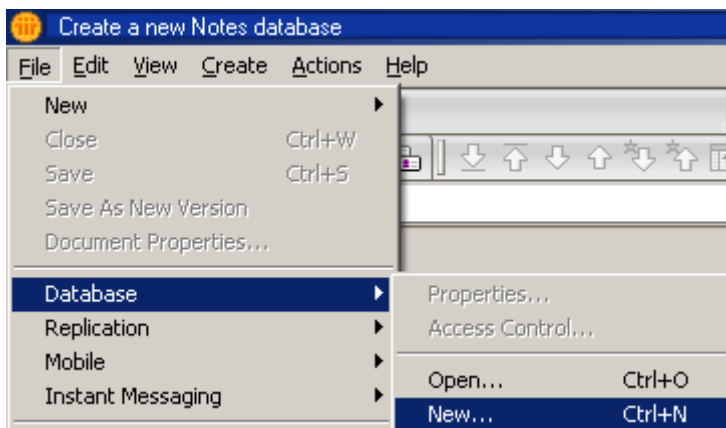 Create a new Notes database
File Edit View Create Actions Help
New
Close Ctrl+W
Save Ctrl+S
Save As New Version
Document Properties...
Database
Properties...
Replication
Access Control...
Mobile
Open... Ctrl+O
Instant Messaging
New... Ctrl+N